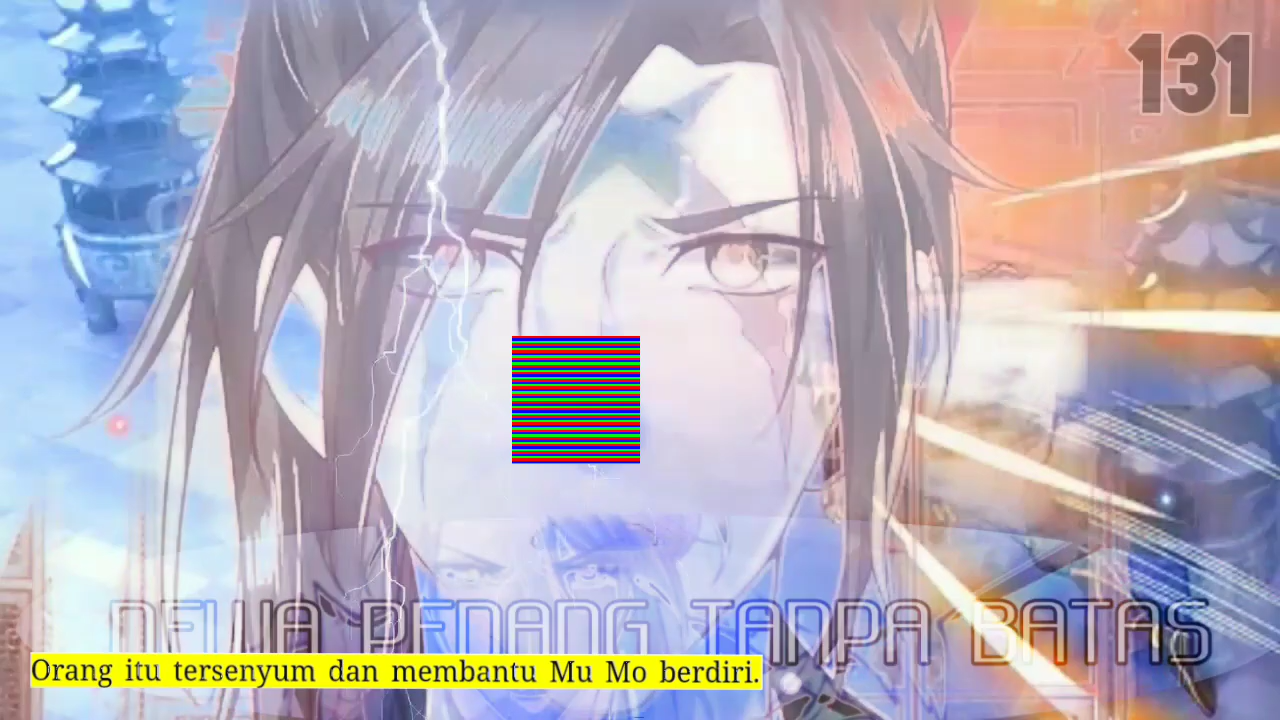 131
DEWA PEDANG TANPA BATAS
Orang itu tersenyum dan membantu Mu Mo berdiri.